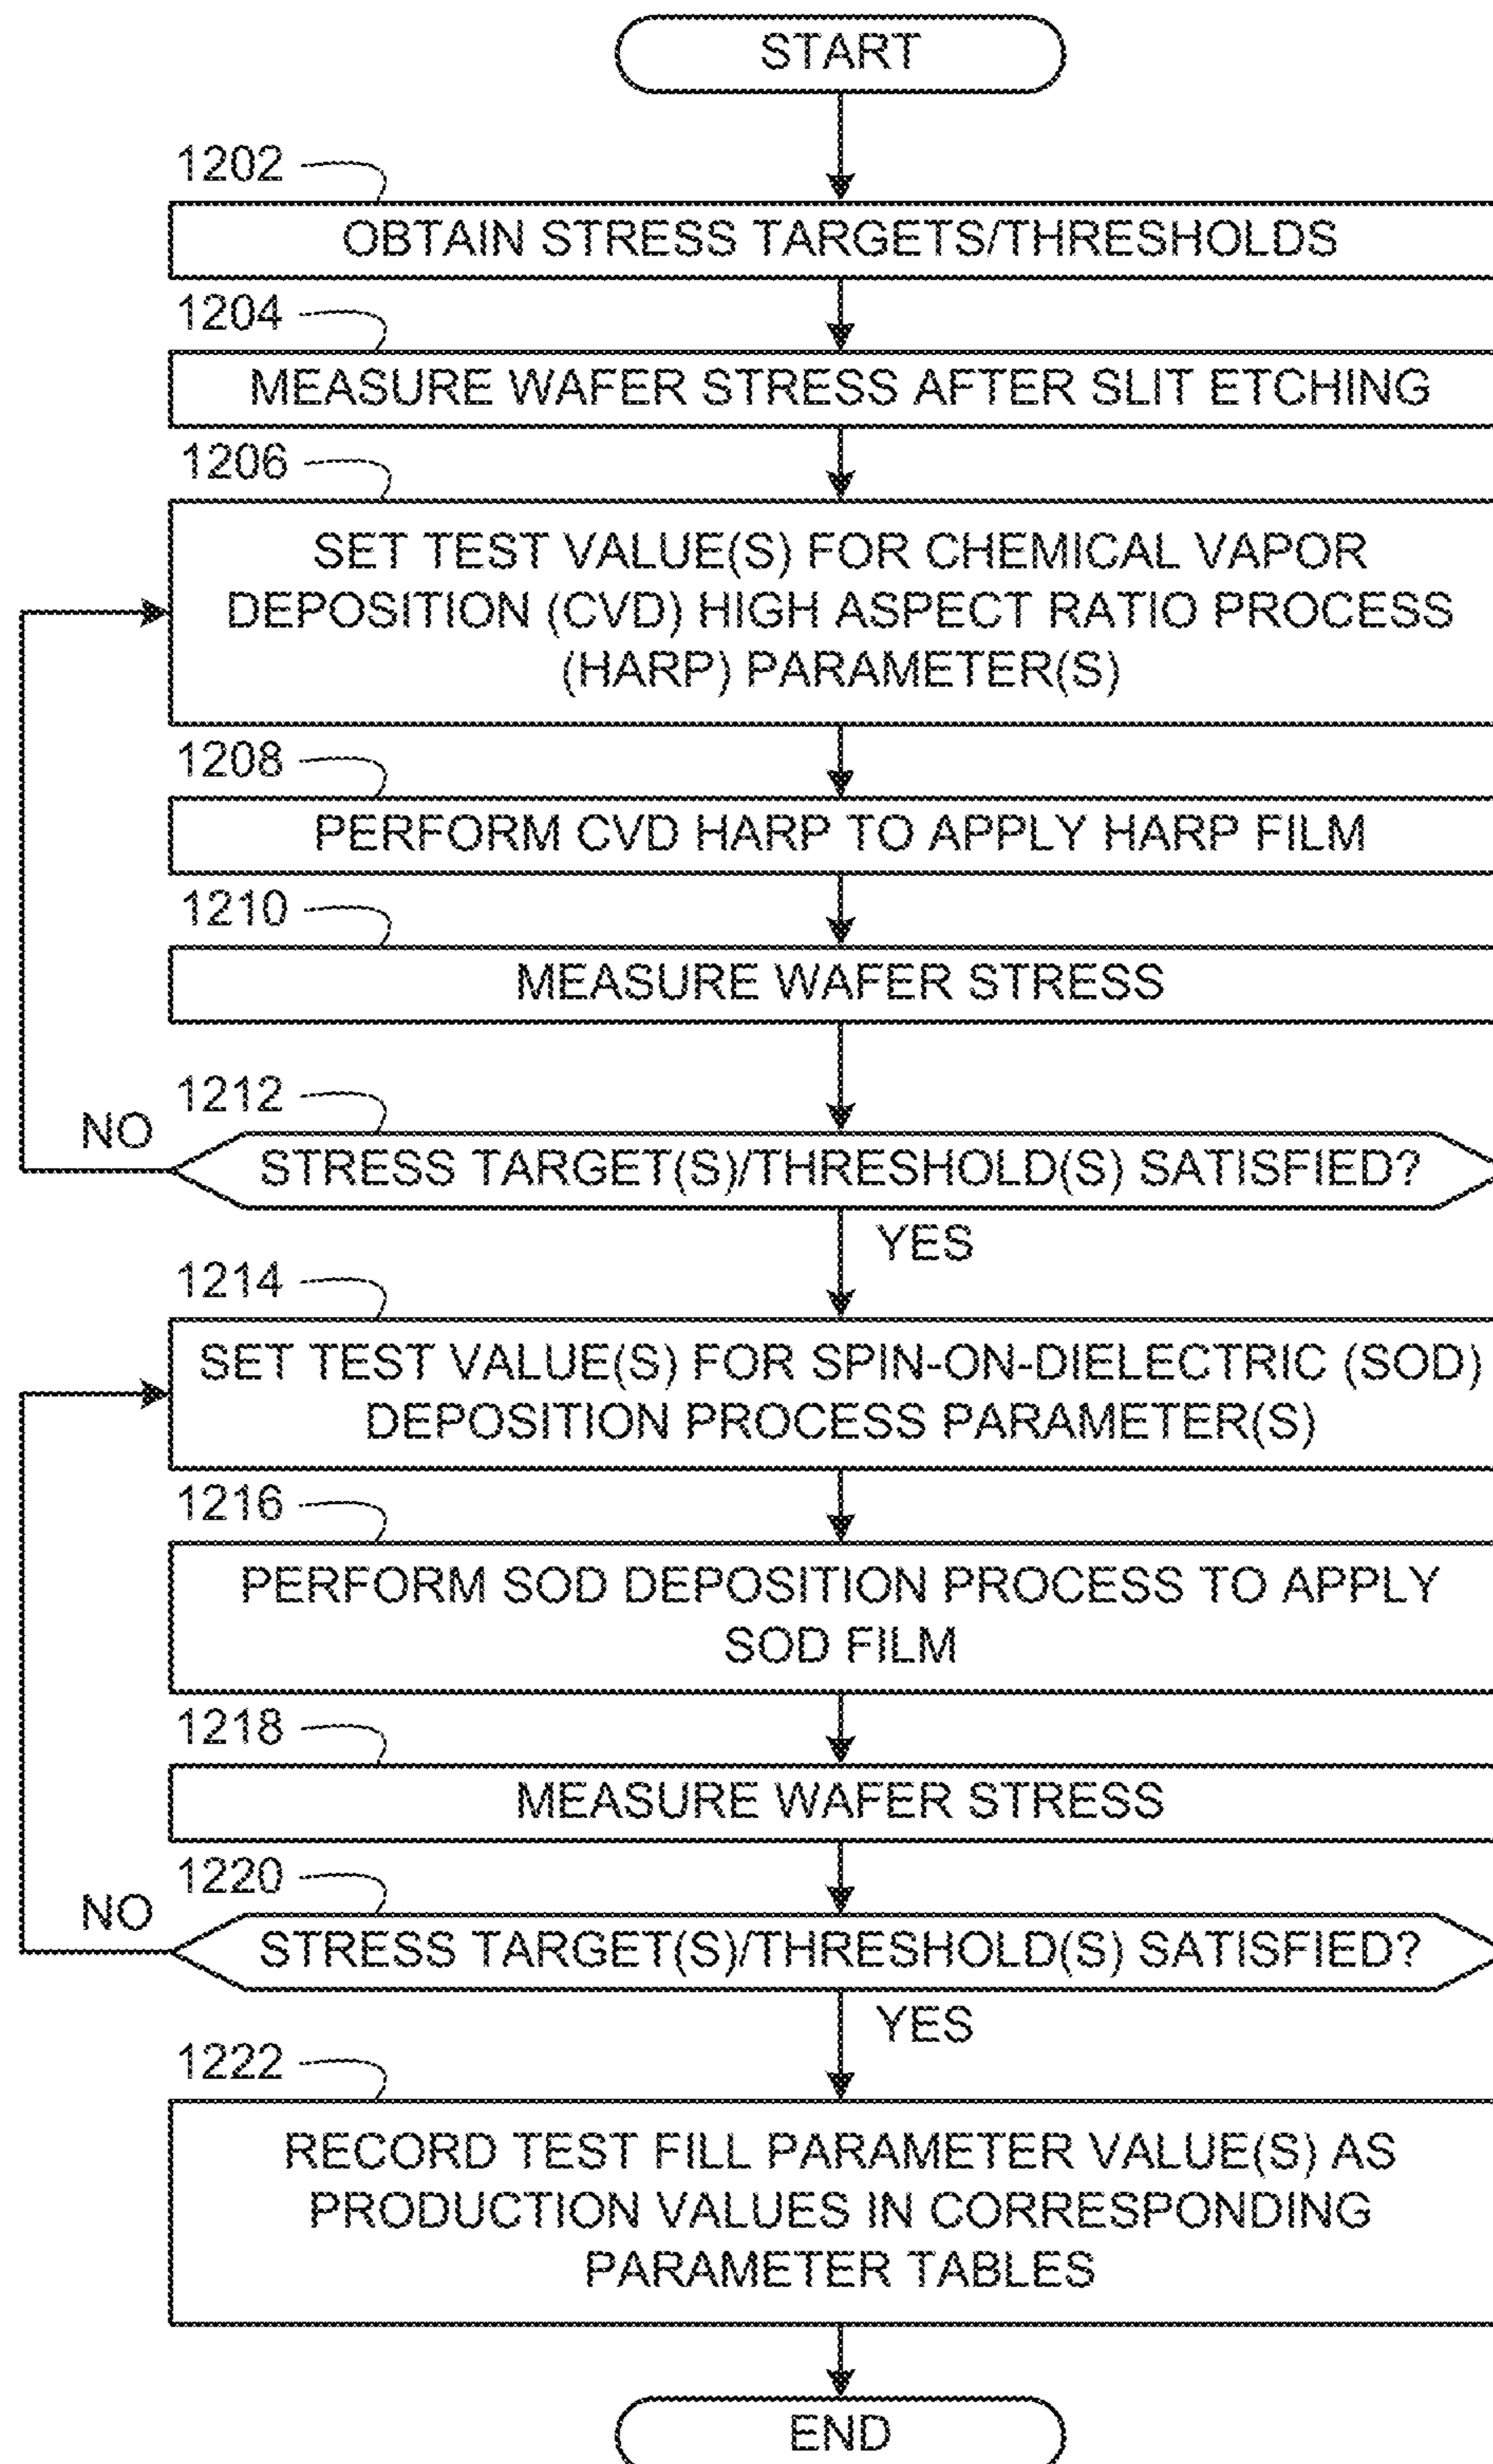 START
1202
OBTAIN STRESS TARGETS/THRESHOLDS
1204
MEASURE WAFER STRESS AFTER SLIT ETCHING
1206
SET TEST VALUE(S) FOR CHEMICAL VAPOR
DEPOSITION (CVD) HIGH ASPECT RATIO PROCESS
(HARP) PARAMETER(S)
1208
PERFORM CVD HARP TO APPLY HARP FILM
1210
MEASURE WAFER STRESS
1212
NO
STRESS TARGET(S)/THRESHOLD(S) SATISFIED?
YES
1214
SET TEST VALUE(S) FOR SPIN-ON-DIELECTRIC (SOD)
DEPOSITION PROCESS PARAMETER(S)
1216
PERFORM SOD DEPOSITION PROCESS TO APPLY
SOD FILM
1218
MEASURE WAFER STRESS
1220
NO
STRESS TARGET(S)/THRESHOLD(S) SATISFIED?
YES
1222
RECORD TEST FILL PARAMETER VALUE(S) AS
PRODUCTION VALUES IN CORRESPONDING
PARAMETER TABLES
END